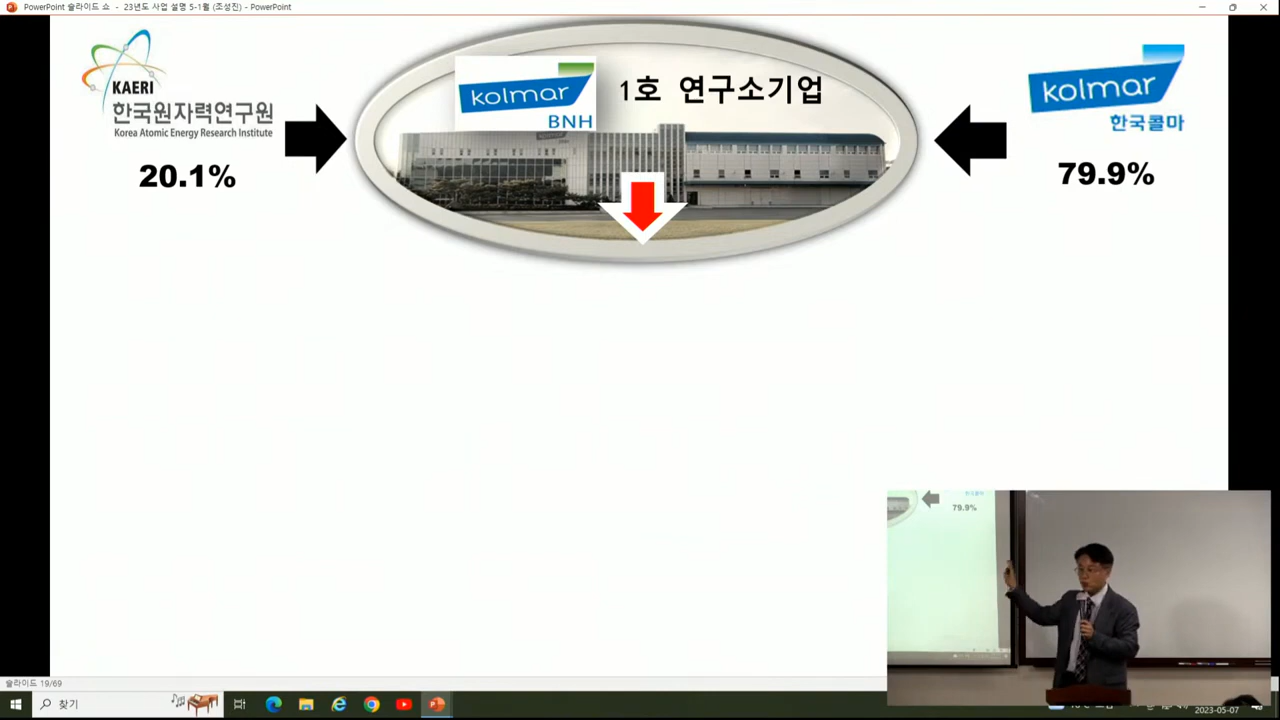 PowerPoint 슬라이드 쇼 - 23년도 사업 설명 5-1월 (조성진) - PowerPoint
KAERI
한국원자력연구원
Korea Atomic Energy Research Institute
20.1%
kolmar
BNH
1호 연구소기업
kolmar
한국콜마
79.9%
79.9%
슬라이드 19/69
찾기
2023-05-07